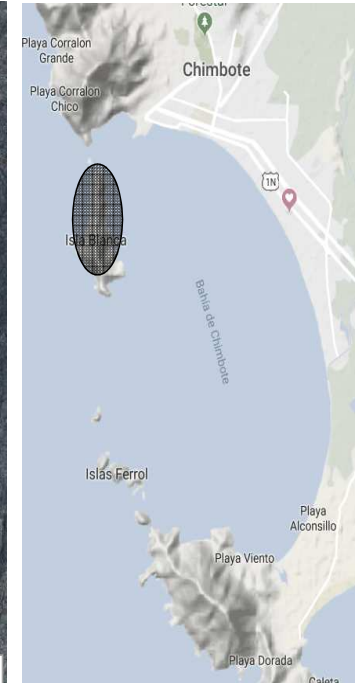 Forestal
Playa Corralon
Grande
Chimbote
Playa Corralon
Chico
1N
Isla Blanca
Bahía de Chimbote
Islas Ferrol
Playa
Alconsillo
Playa Viento
Playa Dorada
Caleta